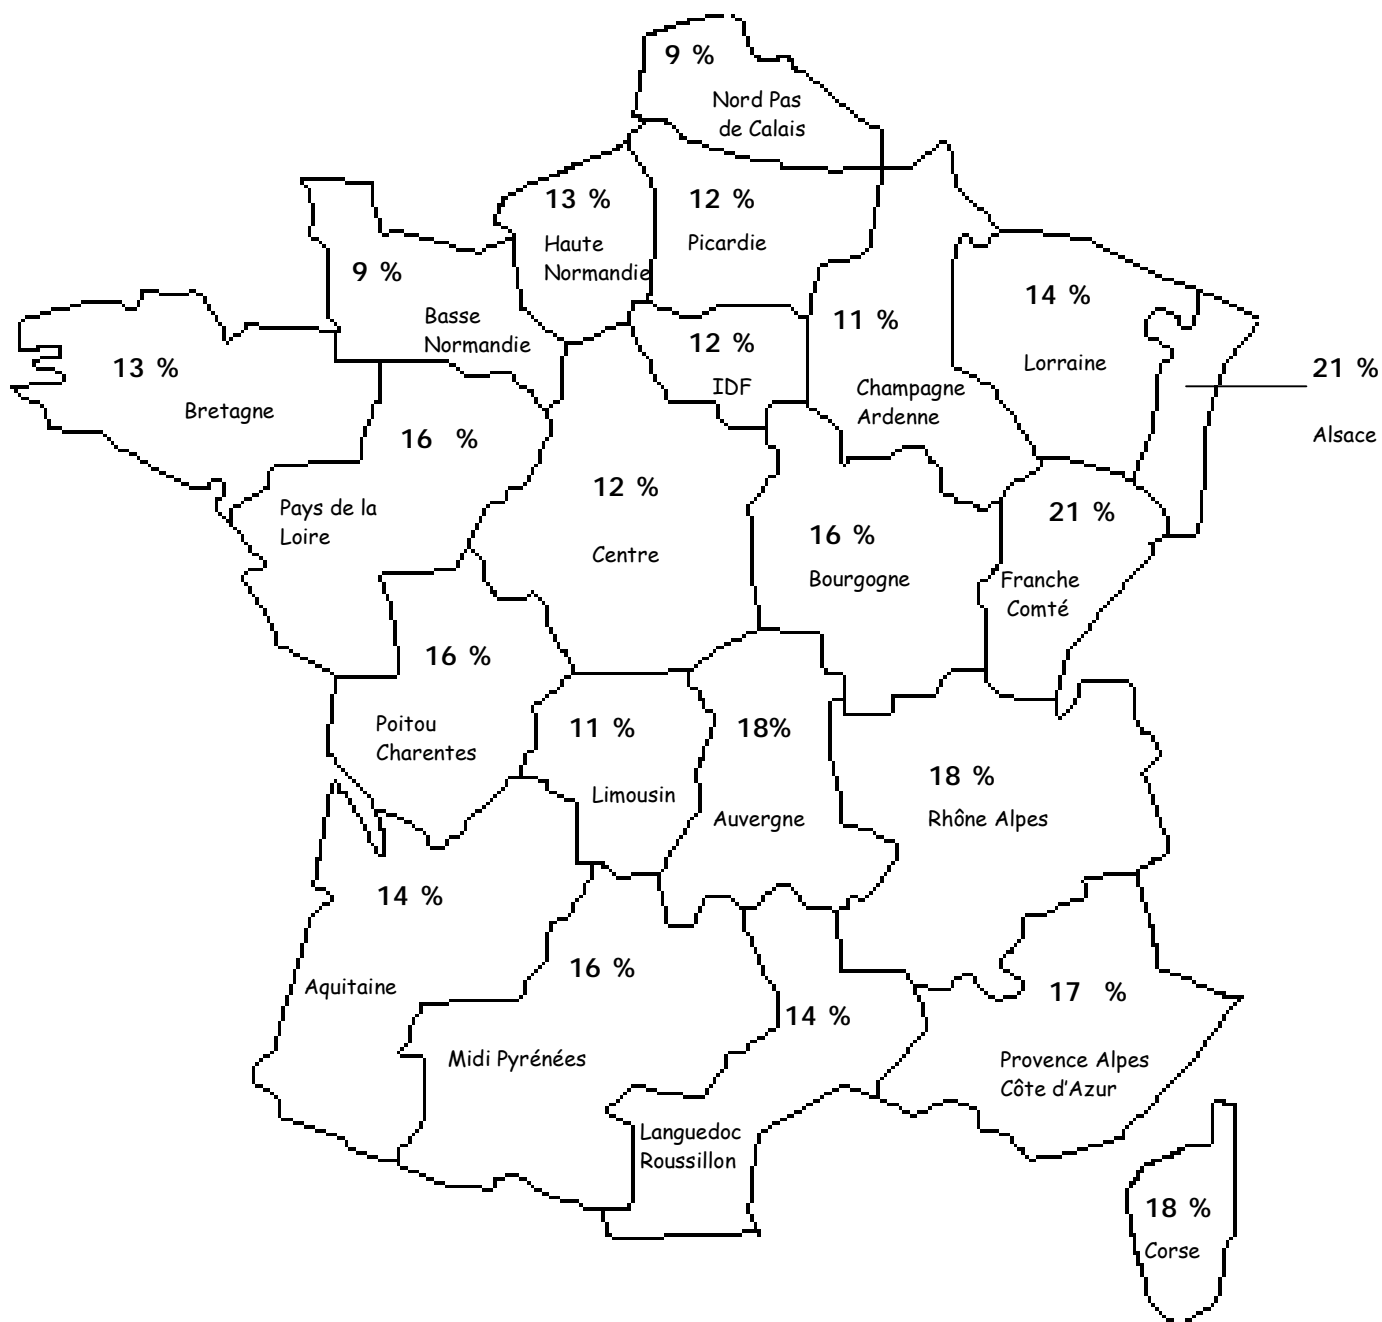 9 %
Nord Pas
de Calais
13 %
Haute
Normandie
12 %
Picardie
9 %
Basse
Normandie
14 %
Lorraine
11 %
Champagne
Ardenne
12 %
IDF
21 %
Alsace
13 %
Bretagne
16 %
Pays de la
Loire
12 %
Centre
16 %
Bourgogne
21 %
Franche
Comté
16 %
Poitou
Charentes
11 %
Limousin
18%
Auvergne
18 %
Rhône Alpes
14 %
Aquitaine
16 %
Midi Pyrénées
14 %
Languedoc
Roussillon
17 %
Provence Alpes
Côte d'Azur
18 %
Corse